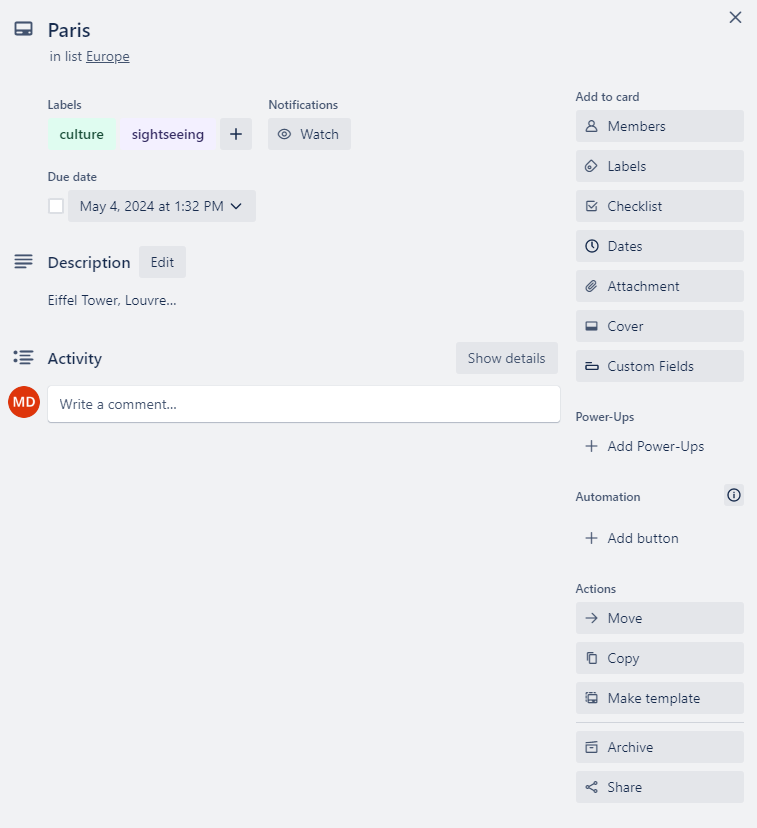 Paris
in list Europe
Labels
Notifications
culture
sightseeing
Watch
Due date
May 4, 2024 at 1:32 PM
Description
Edit
Eiffel Tower, Louvre...
Activity
Show details
MD
Write a comment...
Add to card
Members
Labels
Checklist
Dates
Attachment
Cover
Custom Fields
Power-Ups
Add Power-Ups
Automation
Add button
Actions
Move
Copy
Make template
Archive
Share